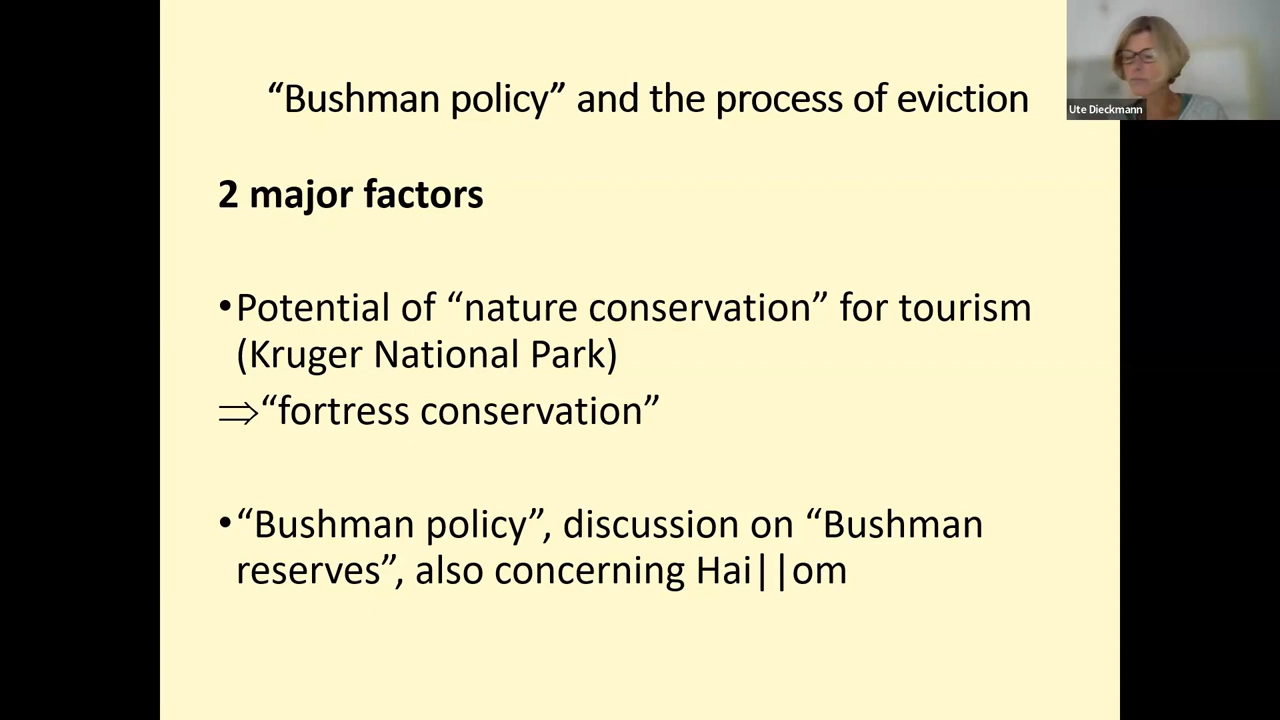 “Bushman policy” and the process of eviction
Ute Dieckmann
2 major factors
•Potential of “nature conservation” for tourism
(Kruger National Park)
⇒“fortress conservation”
•“Bushman policy”, discussion on “Bushman
reserves”, also concerning Hai||om